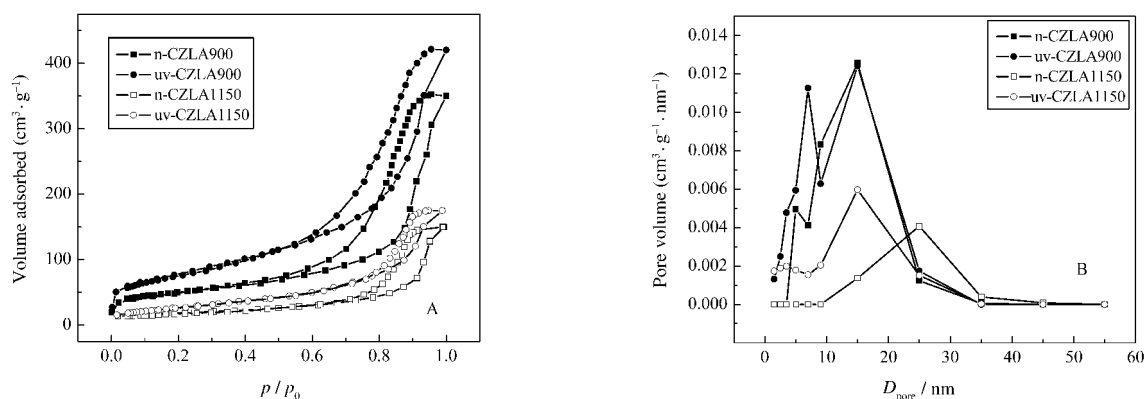 Volume adsorbed (cm³·g⁻¹)
400
300
200
100
0
n-CZLA900
uv-CZLA900
n-CZLA1150
uv-CZLA1150
A
0.0 0.2 0.4 0.6 0.8 1.0
p / p₀
Pore volume (cm³·g⁻¹·nm⁻¹)
0.014
0.012
0.010
0.008
0.006
0.004
0.002
0.000
n-CZLA900
uv-CZLA900
n-CZLA1150
uv-CZLA1150
B
0 10 20 30 40 50 60
Dpore / nm